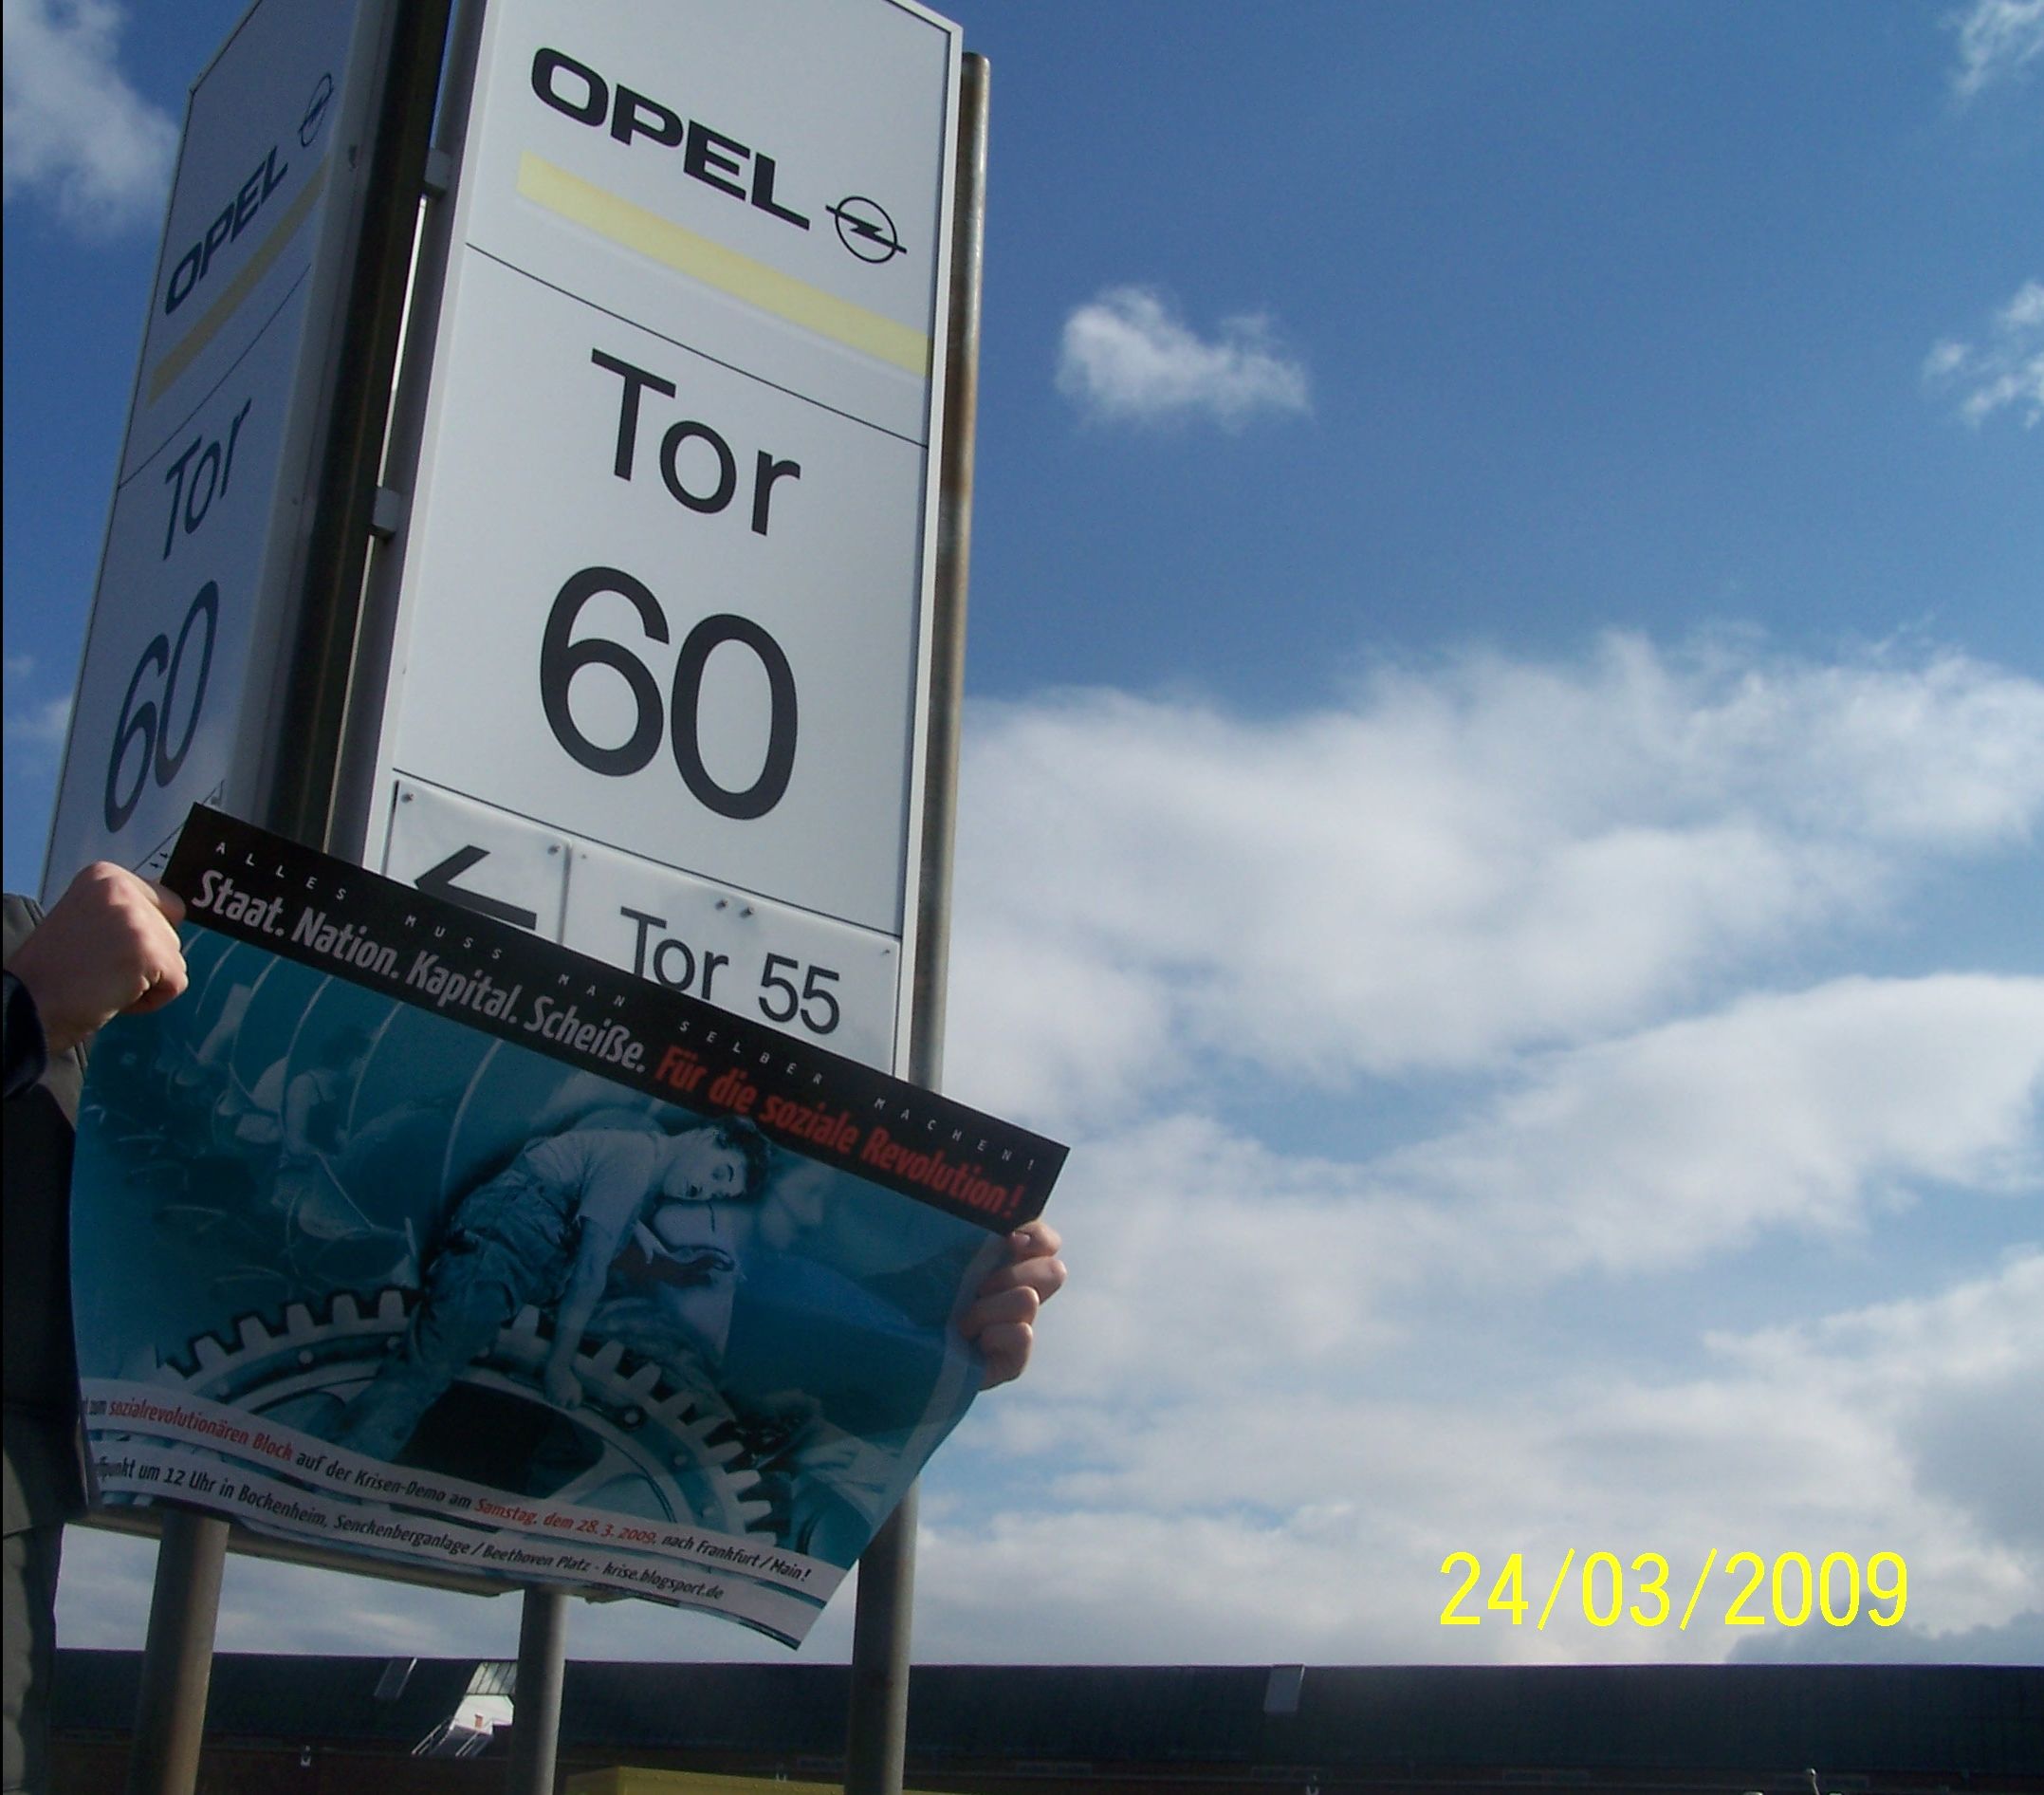 OPEL
Tor
60
OPEL
Tor
60
Tor 55
ALLES MUSS MAN SELBER MACHEN!
Staat. Nation. Kapital. Scheiße. Für die soziale Revolution!
zum sozialrevolutionären Block auf der Krisen-Demo am Samstag, dem 28. 3. 2009, nach Frankfurt / Main!
um 12 Uhr in Bockenheim, Senckenberganlage / Beethoven Platz - krise.blogsport.de
24/03/2009